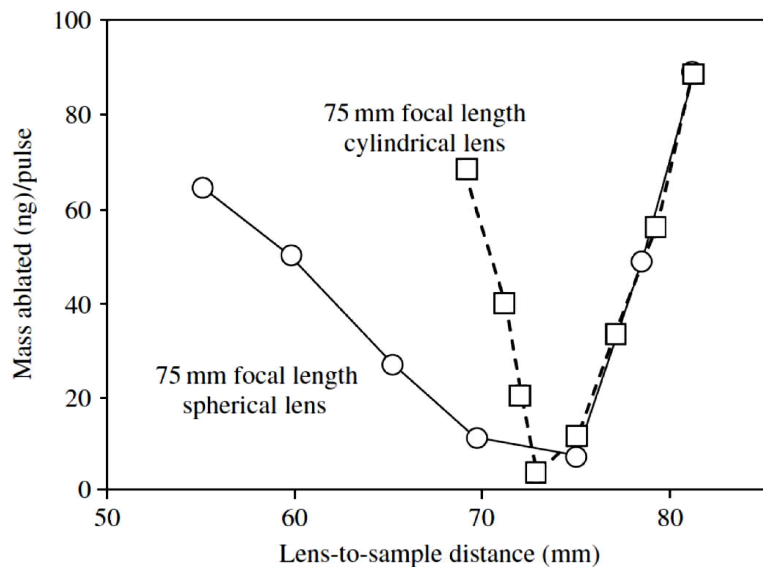 100
80
60
40
20
0
Mass ablated (ng)/pulse
75 mm focal length
cylindrical lens
75 mm focal length
spherical lens
50 60 70 80
Lens-to-sample distance (mm)